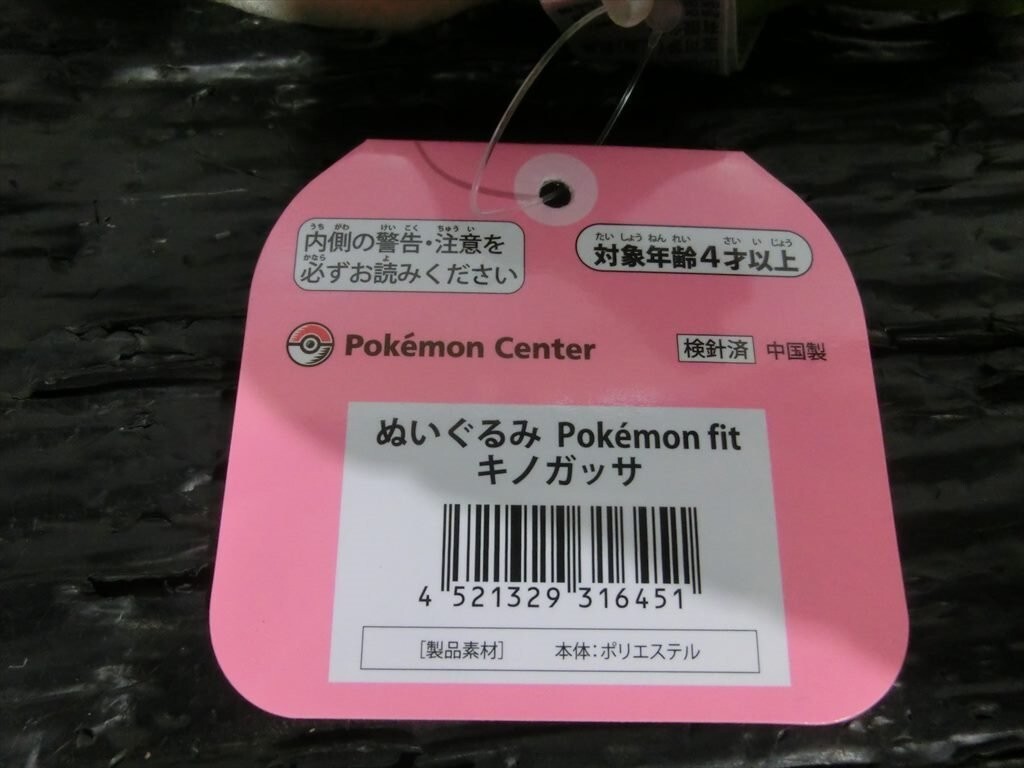 内側の警告・注意を
必ずお読みください
対象年齢4才以上
Pokémon Center
検針済 中国製
ぬいぐるみ Pokémon fit
キノガッサ
4 521329 316451
[製品素材] 本体:ポリエステル